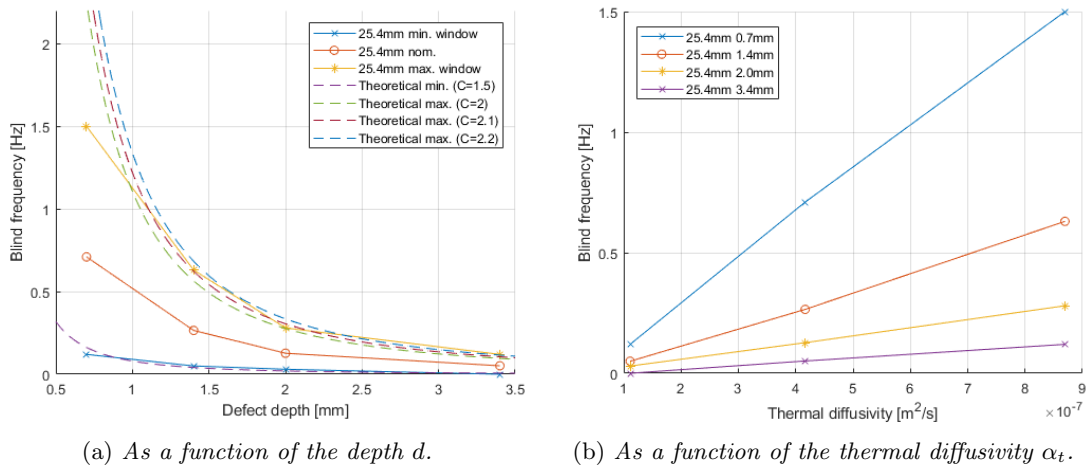 2
1.5
1
0.5
0
Blind frequency [Hz]
25.4mm min. window
25.4mm nom.
25.4mm max. window
Theoretical min. (C=1.5)
Theoretical max. (C=2)
Theoretical max. (C=2.1)
Theoretical max. (C=2.2)
0.5 1 1.5 2 2.5 3 3.5
Defect depth [mm]
(a) As a function of the depth d.
1.5
1
0.5
0
Blind frequency [Hz]
25.4mm 0.7mm
25.4mm 1.4mm
25.4mm 2.0mm
25.4mm 3.4mm
1 2 3 4 5 6 7 8 9
Thermal diffusivity [m²/s]
×10⁻⁷
(b) As a function of the thermal diffusivity αₜ.